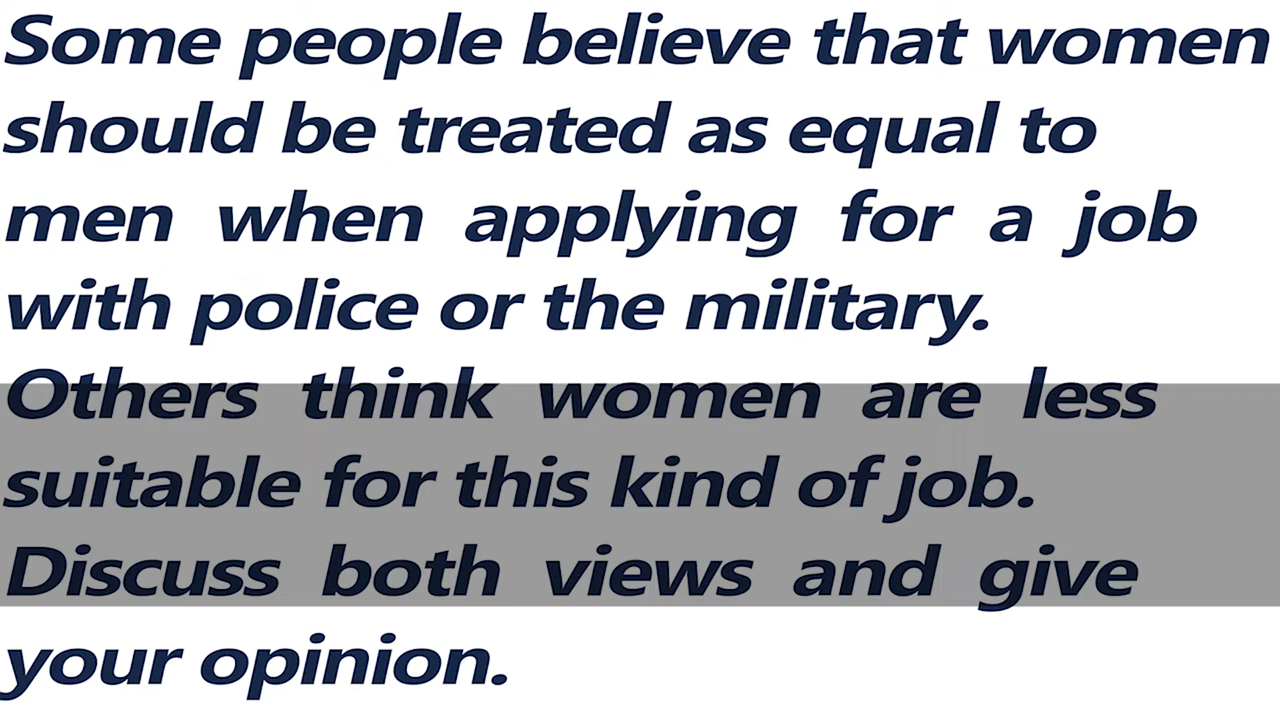 Some people believe that women
should be treated as equal to
men when applying for a job
with police or the military.
Others think women are less
suitable for this kind of job.
Discuss both views and give
your opinion.